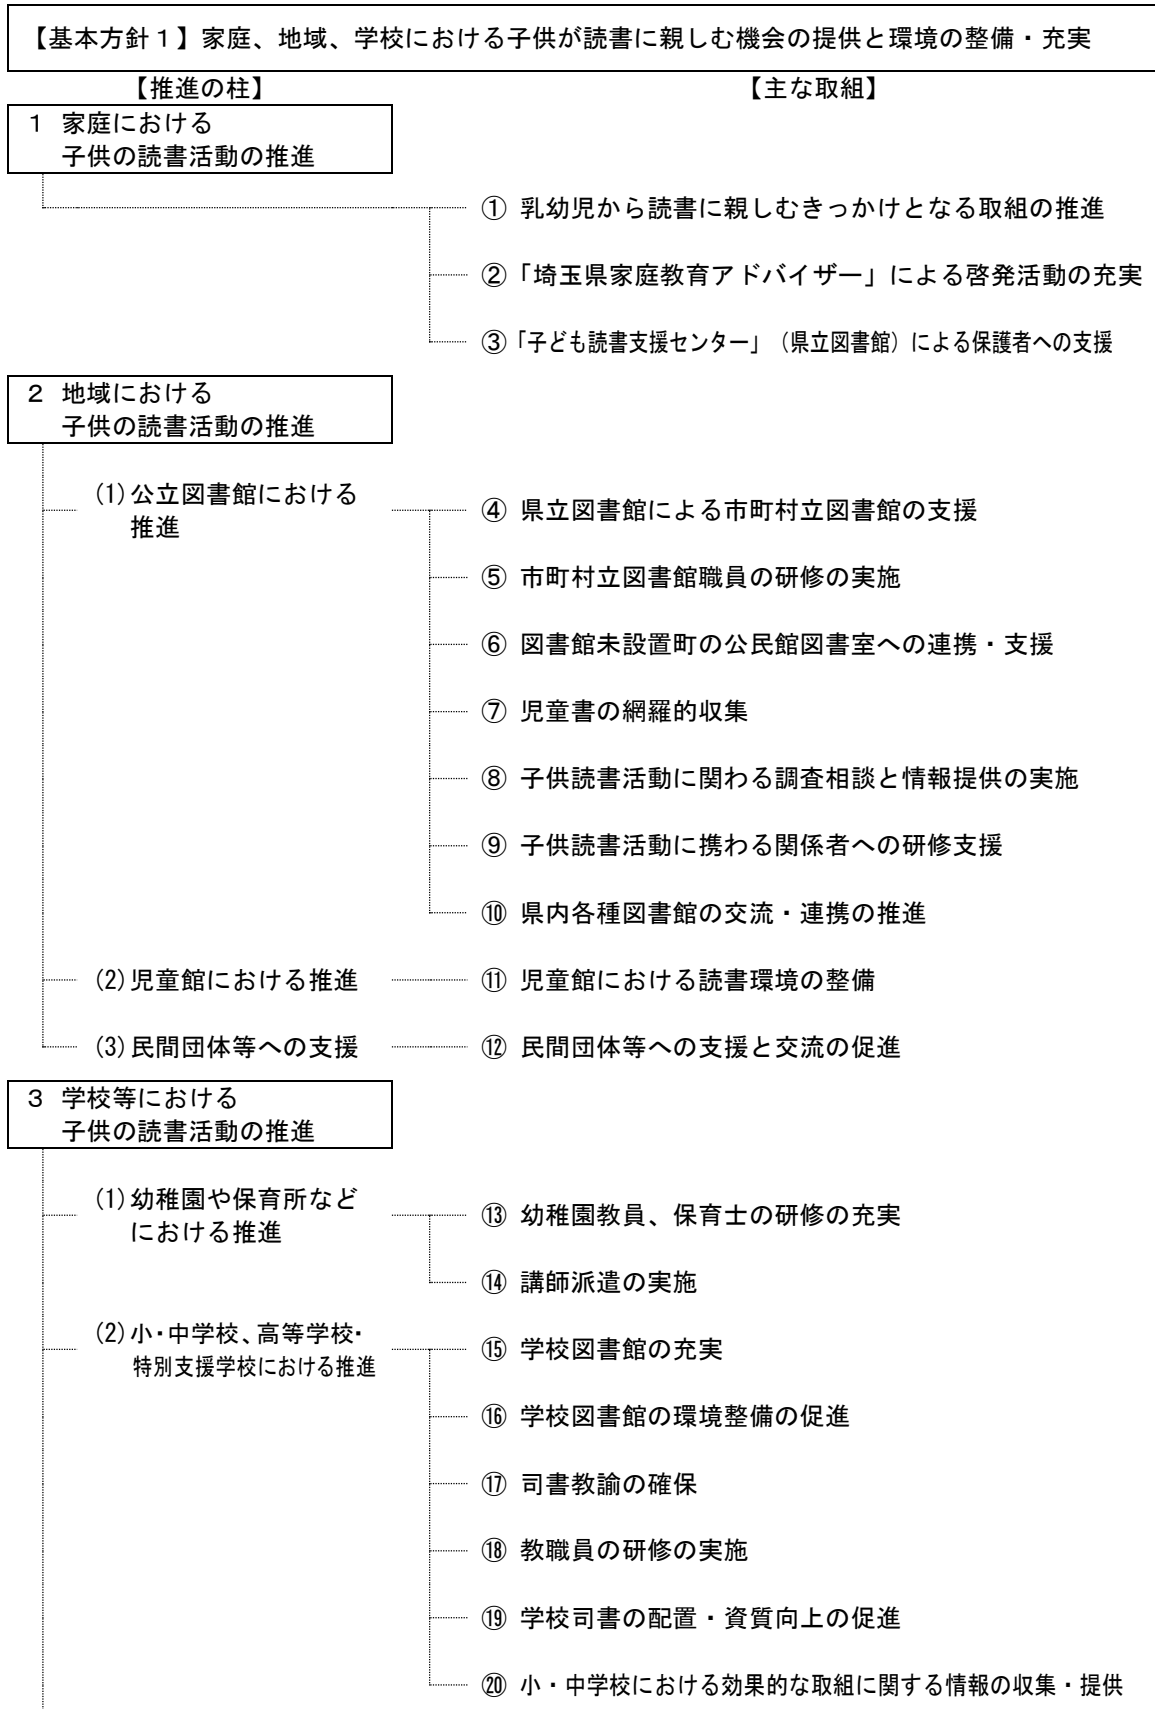 【基本方針１】家庭、地域、学校における子供が読書に親しむ機会の提供と環境の整備・充実
【推進の柱】 【主な取組】
１ 家庭における
子供の読書活動の推進
① 乳幼児から読書に親しむきっかけとなる取組の推進
②「埼玉県家庭教育アドバイザー」による啓発活動の充実
③「子ども読書支援センター」（県立図書館）による保護者への支援
２ 地域における
子供の読書活動の推進
(1)公立図書館における
推進
④ 県立図書館による市町村立図書館の支援
⑤ 市町村立図書館職員の研修の実施
⑥ 図書館未設置町の公民館図書室への連携・支援
⑦ 児童書の網羅的収集
⑧ 子供読書活動に関わる調査相談と情報提供の実施
⑨ 子供読書活動に携わる関係者への研修支援
⑩ 県内各種図書館の交流・連携の推進
(2)児童館における推進 ⑪ 児童館における読書環境の整備
(3)民間団体等への支援 ⑫ 民間団体等への支援と交流の促進
３ 学校等における
子供の読書活動の推進
(1)幼稚園や保育所など
における推進
⑬ 幼稚園教員、保育士の研修の充実
⑭ 講師派遣の実施
(2)小・中学校、高等学校・
特別支援学校における推進
⑮ 学校図書館の充実
⑯ 学校図書館の環境整備の促進
⑰ 司書教諭の確保
⑱ 教職員の研修の実施
⑲ 学校司書の配置・資質向上の促進
⑳ 小・中学校における効果的な取組に関する情報の収集・提供